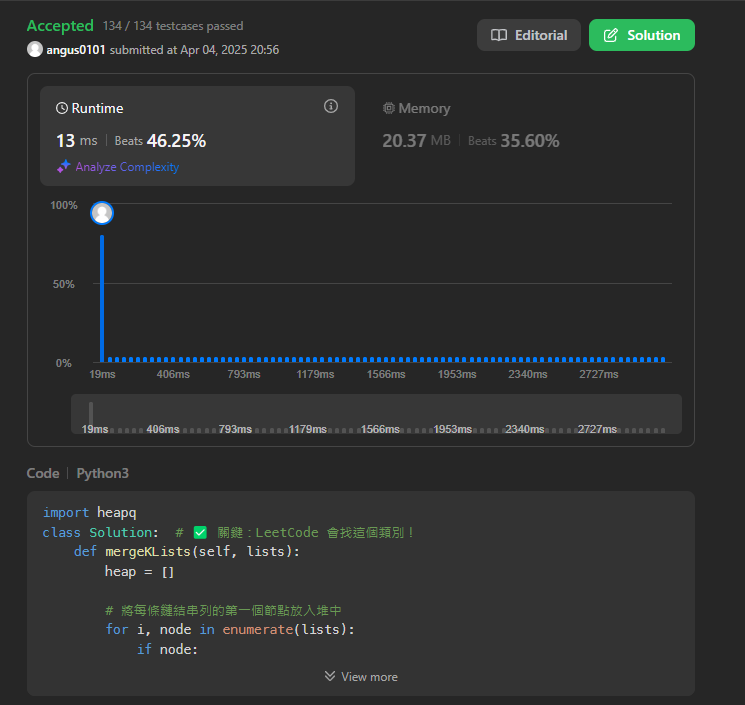 Accepted 134 / 134 testcases passed
angus0101 submitted at Apr 04, 2025 20:56
Editorial
Solution
Runtime
13 ms Beats 46.25%
Analyze Complexity
Memory
20.37 MB Beats 35.60%
100%
50%
0%
19ms 406ms 793ms 1179ms 1566ms 1953ms 2340ms 2727ms
19ms 406ms 793ms 1179ms 1566ms 1953ms 2340ms 2727ms
Code Python3
import heapq
class Solution:  # ✅ 關鍵：LeetCode 會找這個類別！
    def mergeKLists(self, lists):
        heap = []
        # 將每條鏈結串列的第一個節點放入堆中
        for i, node in enumerate(lists):
            if node:
View more